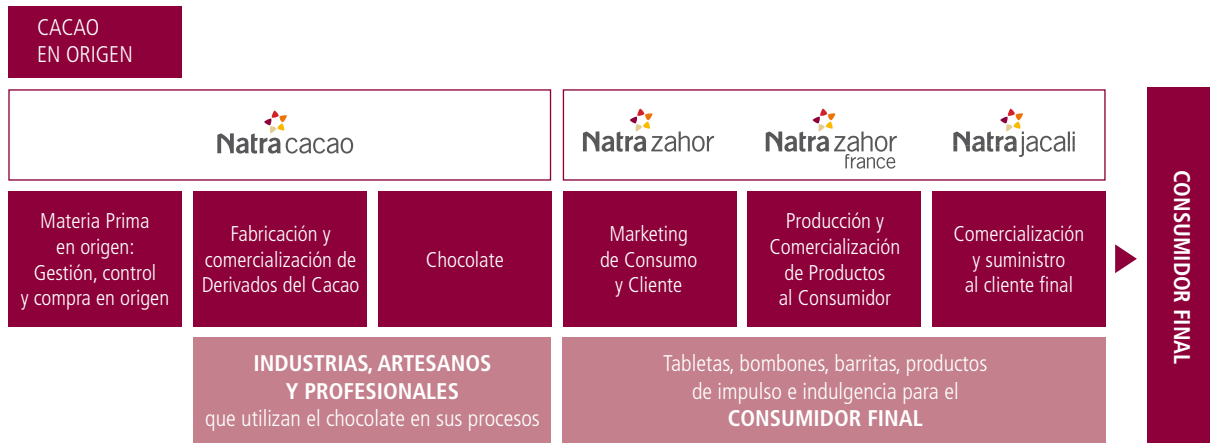 CACAO
EN ORIGEN
Natra cacao
Natra zahor
Natra zahor
france
Natra jacali
Materia Prima
en origen:
Gestión, control
y compra en origen
Fabricación y
comercialización de
Derivados del Cacao
Chocolate
Marketing
de Consumo
y Cliente
Producción y
Comercialización
de Productos
al Consumidor
Comercialización
y suministro
al cliente final
INDUSTRIAS, ARTESANOS
Y PROFESIONALES
que utilizan el chocolate en sus procesos
Tabletas, bombones, barritas, productos
de impulso e indulgencia para el
CONSUMIDOR FINAL
CONSUMIDOR FINAL